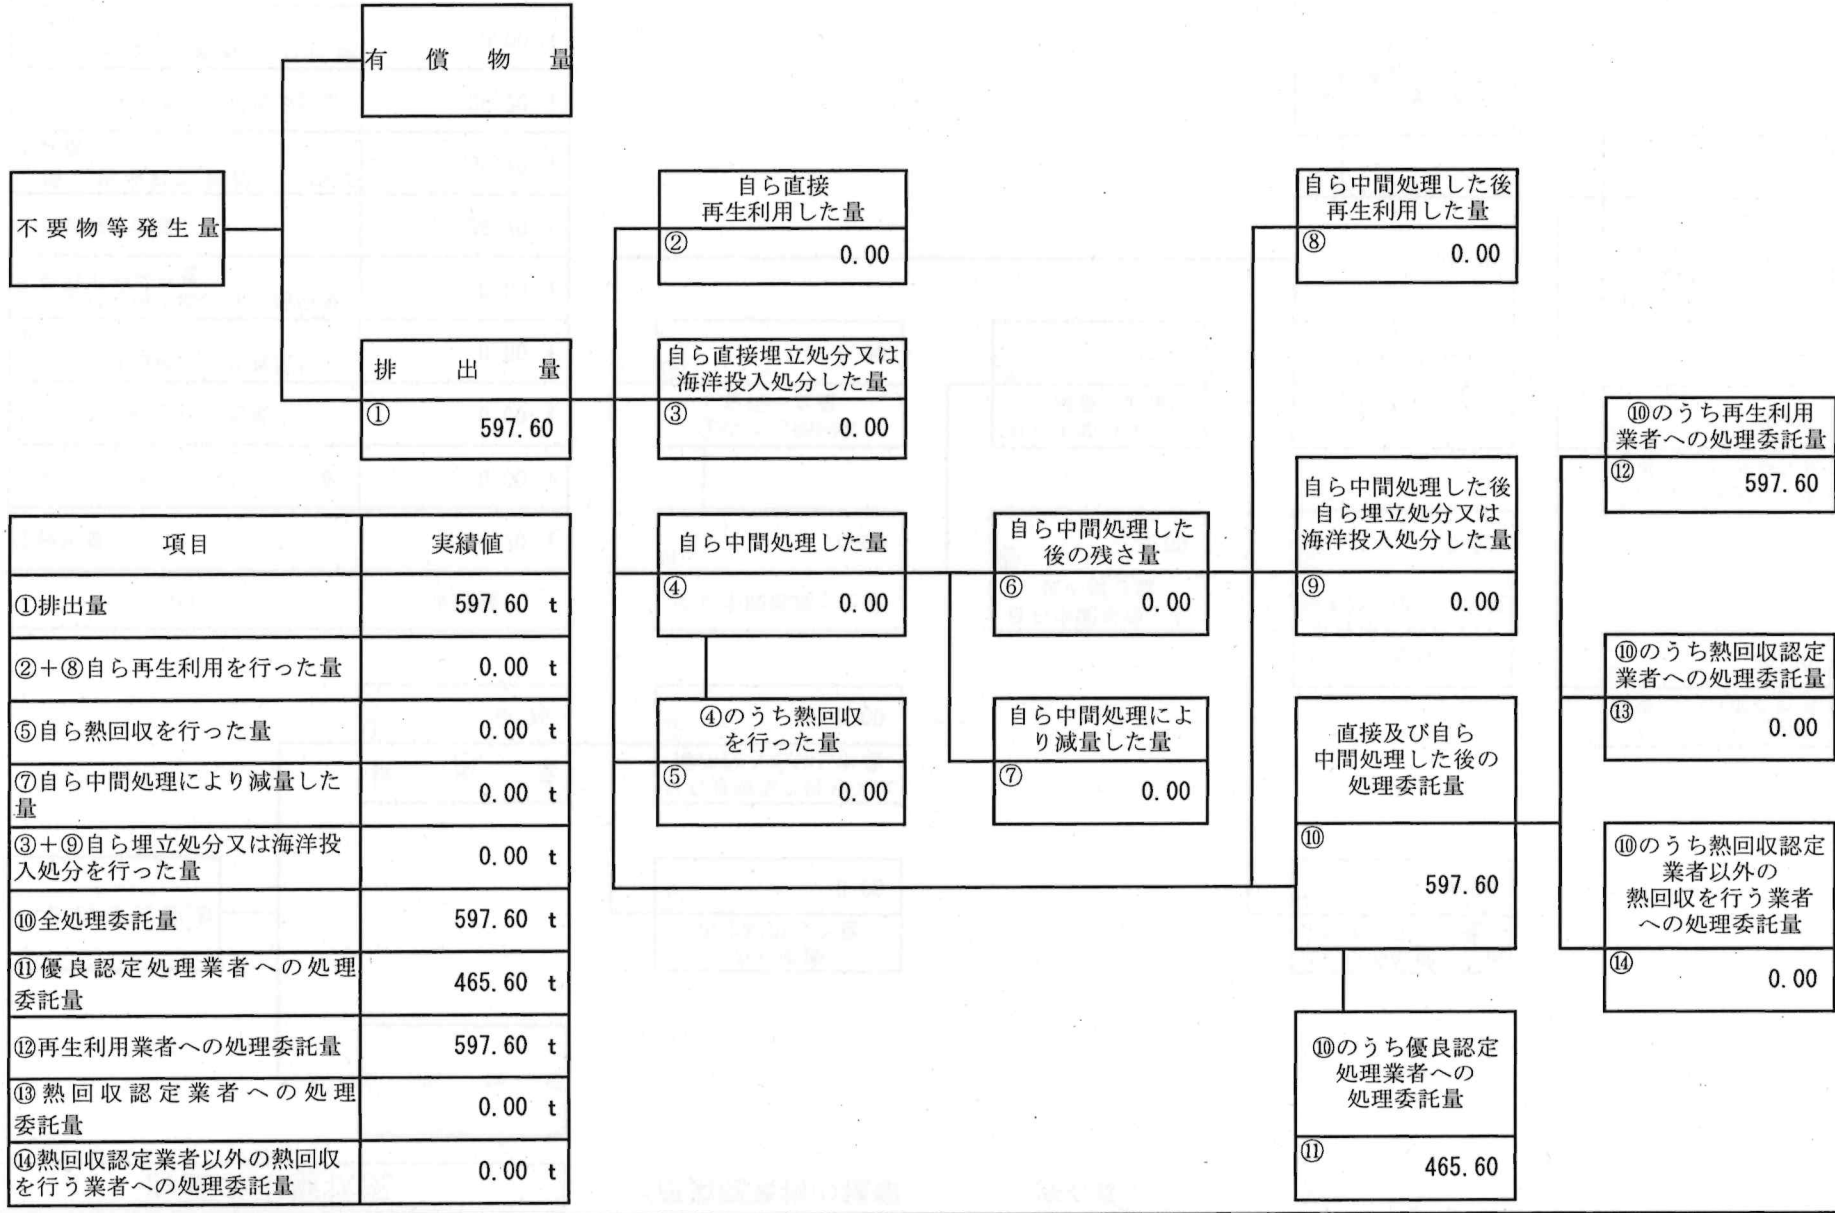 有償物量
不要物等発生量
排出量
①
597.60
自ら直接
再生利用した量
②
0.00
自ら直接埋立処分又は
海洋投入処分した量
③
0.00
自ら中間処理した量
④
0.00
④のうち熱回収
を行った量
⑤
0.00
自ら中間処理した
後の残さ量
⑥
0.00
自ら中間処理によ
り減量した量
⑦
0.00
自ら中間処理した後
再生利用した量
⑧
0.00
自ら中間処理した後
自ら埋立処分又は
海洋投入処分した量
⑨
0.00
直接及び自ら
中間処理した後の
処理委託量
⑩
597.60
⑩のうち優良認定
処理業者への
処理委託量
⑪
465.60
⑩のうち再生利用
業者への処理委託量
⑫
597.60
⑩のうち熱回収認定
業者への処理委託量
⑬
0.00
⑩のうち熱回収認定
業者以外の
熱回収を行う業者
への処理委託量
⑭
0.00
項目 実績値
①排出量 597.60 t
②+⑧自ら再生利用を行った量 0.00 t
⑤自ら熱回収を行った量 0.00 t
⑦自ら中間処理により減量した
量 0.00 t
③+⑨自ら埋立処分又は海洋投
入処分を行った量 0.00 t
⑩全処理委託量 597.60 t
⑪優良認定処理業者への処理
委託量 465.60 t
⑫再生利用業者への処理委託量 597.60 t
⑬熱回収認定業者への処理
委託量 0.00 t
⑭熱回収認定業者以外の熱回収
を行う業者への処理委託量 0.00 t